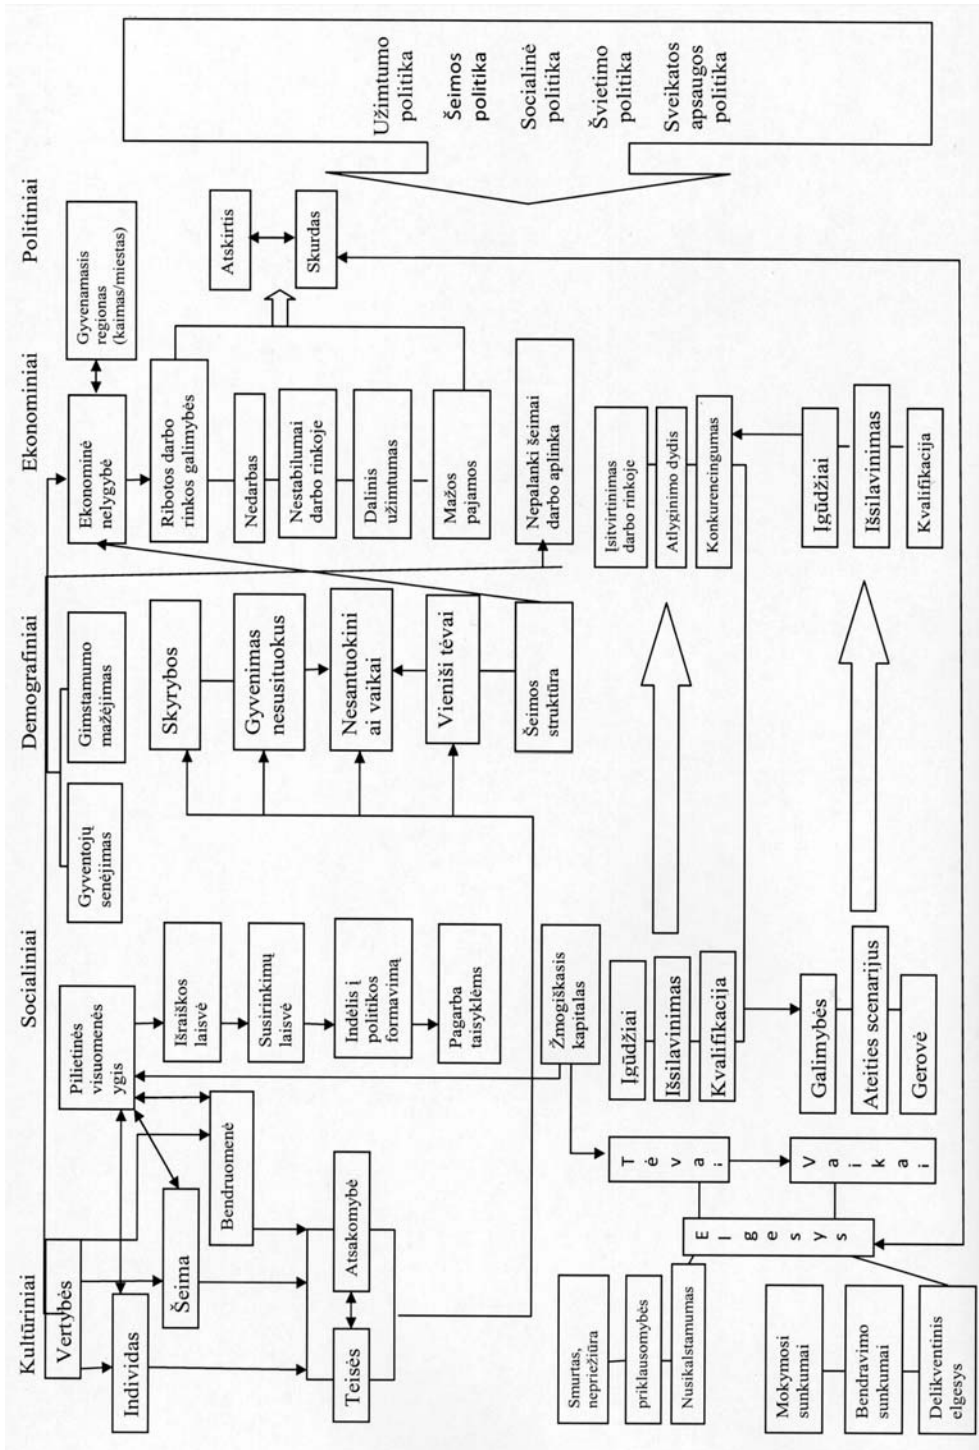 Kultūriniai
Socialiniai
Demografiniai
Ekonominiai
Politiniai
Vertybės
Individas
Šeima
Bendruomenė
Teisės
Atsakomybė
Pilietinės
visuomenės
ygis
Išraiškos
laisvė
Susirinkimų
laisvė
Indėlis į
politikos
formavimą
Pagarba
taisyklėms
Žmogiškasis
kapitalas
Gyventojų
senėjimas
Gimstamumo
mažėjimas
Skyrybos
Gyvenimas
nesusituokus
Nesantuokini
ai vaikai
Vieniši tėvai
Šeimos
struktūra
Ekonominė
nelygybė
Gyvenamasis
regionas
(kaimas/miestas)
Ribotos darbo
rinkos galimybės
Nedarbas
Nestabilumai
darbo rinkoje
Dalinis
užimtumas
Mažos
pajamos
Nepalanki šeimai
darbo aplinka
Atskirtis
Skurdas
Užimtumo
politika
Šeimos
politika
Socialinė
politika
Švietimo
politika
Sveikatos
apsaugos
politika
Smurtas,
nepriežiūra
priklausomybės
Nusikalstamumas
Mokymosi
sunkumai
Bendravimo
sunkumai
Delikventinis
elgesys
E
l
g
e
s
y
s
T
ė
v
a
i
V
a
i
k
a
i
Įgūdžiai
Išsilavinimas
Kvalifikacija
Galimybės
Ateities scenarijus
Gerovė
Įsitvirtinimas
darbo rinkoje
Atlyginimo dydis
Konkurencingumas
Įgūdžiai
Išsilavinimas
Kvalifikacija